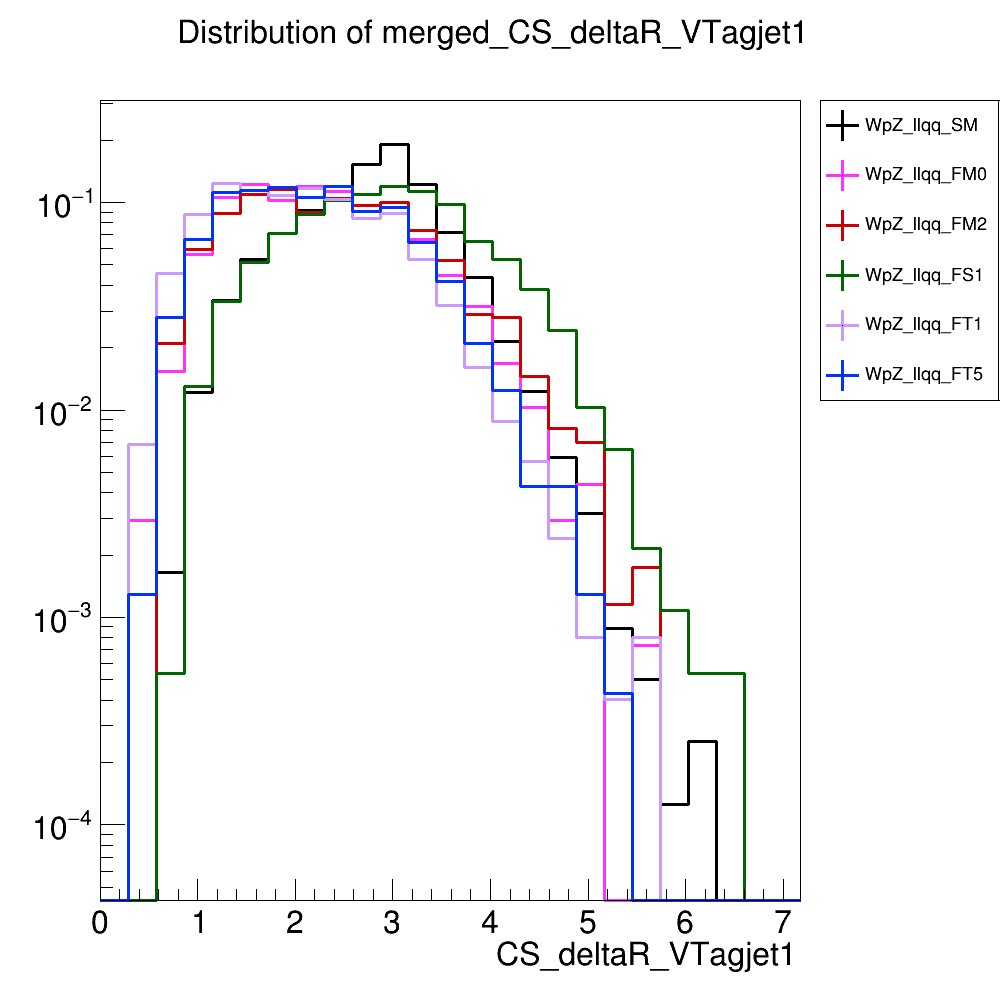 Distribution of merged_CS_deltaR_VTagjet1
WpZ_llqq_SM
WpZ_llqq_FM0
WpZ_llqq_FM2
WpZ_llqq_FS1
WpZ_llqq_FT1
WpZ_llqq_FT5
10−1
10−2
10−3
10−4
0 1 2 3 4 5 6 7
CS_deltaR_VTagjet1